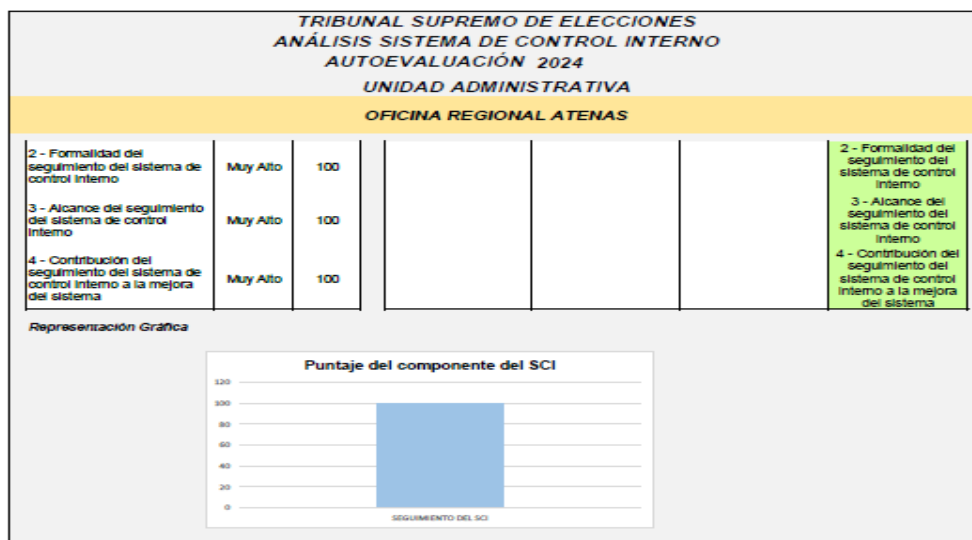 TRIBUNAL SUPREMO DE ELECCIONES
ANÁLISIS SISTEMA DE CONTROL INTERNO
AUTOEVALUACIÓN 2024
UNIDAD ADMINISTRATIVA
OFICINA REGIONAL ATENAS
2 - Formalidad del
seguimiento del sistema de
control interno
Muy Alto
100
2 - Formalidad del
seguimiento del
sistema de control
interno
3 - Alcance del seguimiento
del sistema de control
interno
Muy Alto
100
3 - Alcance del
seguimiento del
sistema de control
interno
4 - Contribución del
seguimiento del sistema de
control interno a la mejora
del sistema
Muy Alto
100
4 - Contribución del
seguimiento del
sistema de control
interno a la mejora
del sistema
Representación Gráfica
Puntaje del componente del SCI
120
100
80
60
40
20
0
SEGUIMIENTO DEL SCI